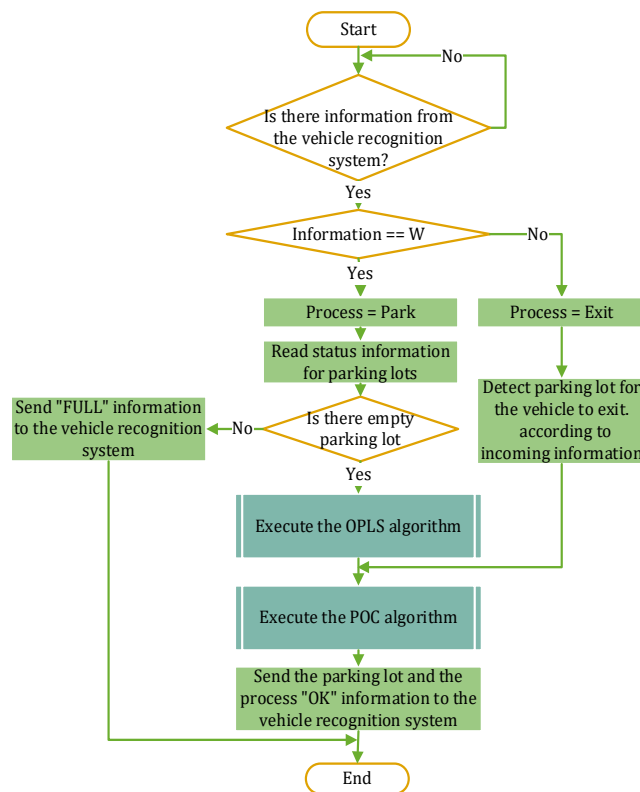 Start
No
Is there information from
the vehicle recognition
system?
Yes
Information == W
No
Yes
Process = Park
Process = Exit
Read status information
for parking lots
Detect parking lot for
the vehicle to exit.
according to
incoming information
Send "FULL" information
to the vehicle recognition
system
No
Is there empty
parking lot
Yes
Execute the OPLS algorithm
Execute the POC algorithm
Send the parking lot and the
process "OK" information to the
vehicle recognition system
End